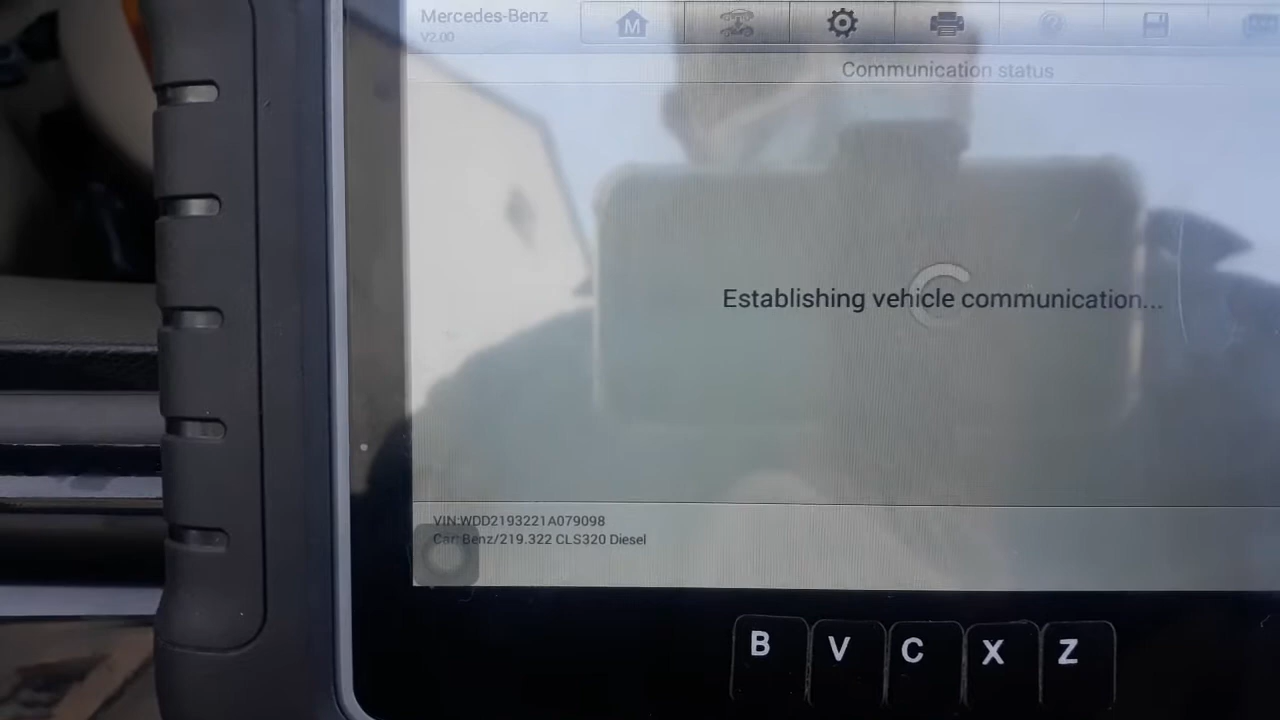 Mercedes-Benz
V2.00
M
Communication status
Establishing vehicle communication...
VIN:WDD2193221A079098
Car: Benz/219.322 CLS320 Diesel
B V C X Z